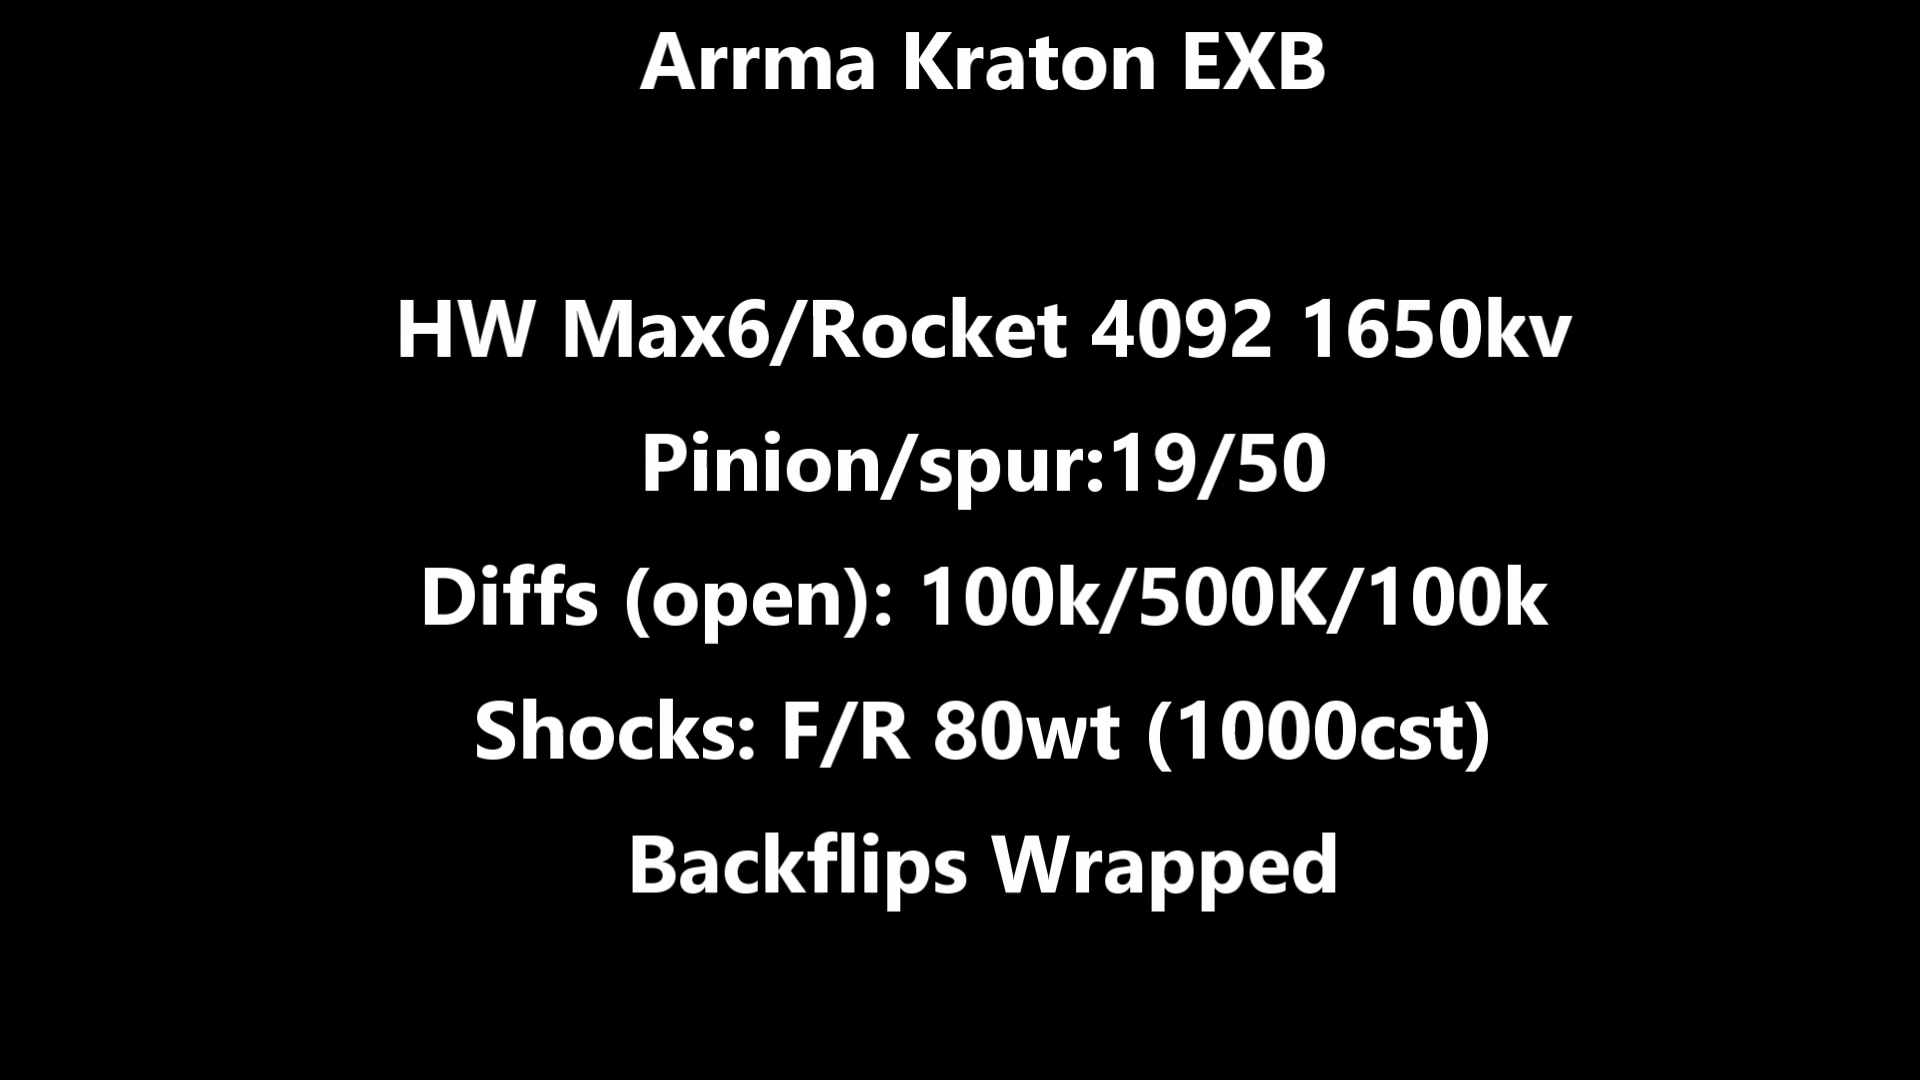 Arrma Kraton EXB
HW Max6/Rocket 4092 1650kv
Pinion/spur:19/50
Diffs (open): 100k/500K/100k
Shocks: F/R 80wt (1000cst)
Backflips Wrapped